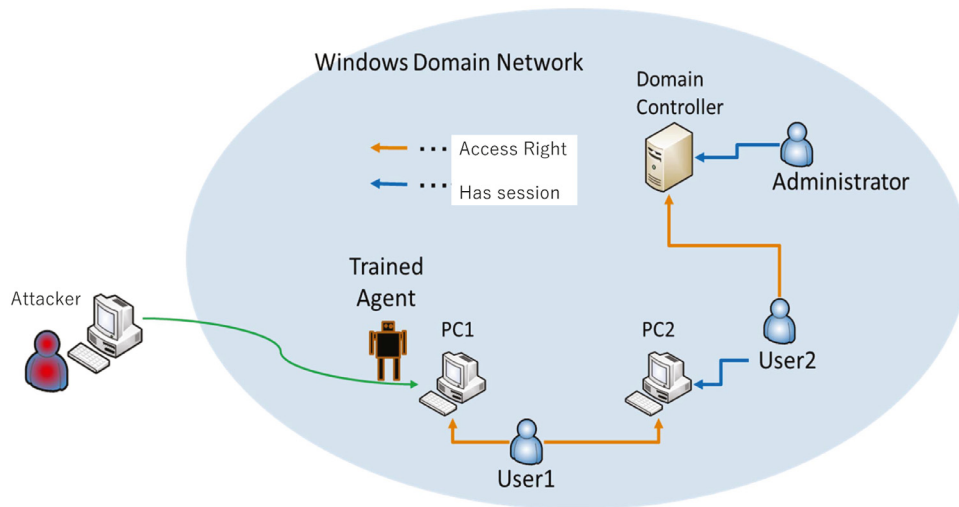 Windows Domain Network
Domain
Controller
Access Right
Has session
Administrator
Trained
Agent
Attacker
PC1
PC2
User2
User1